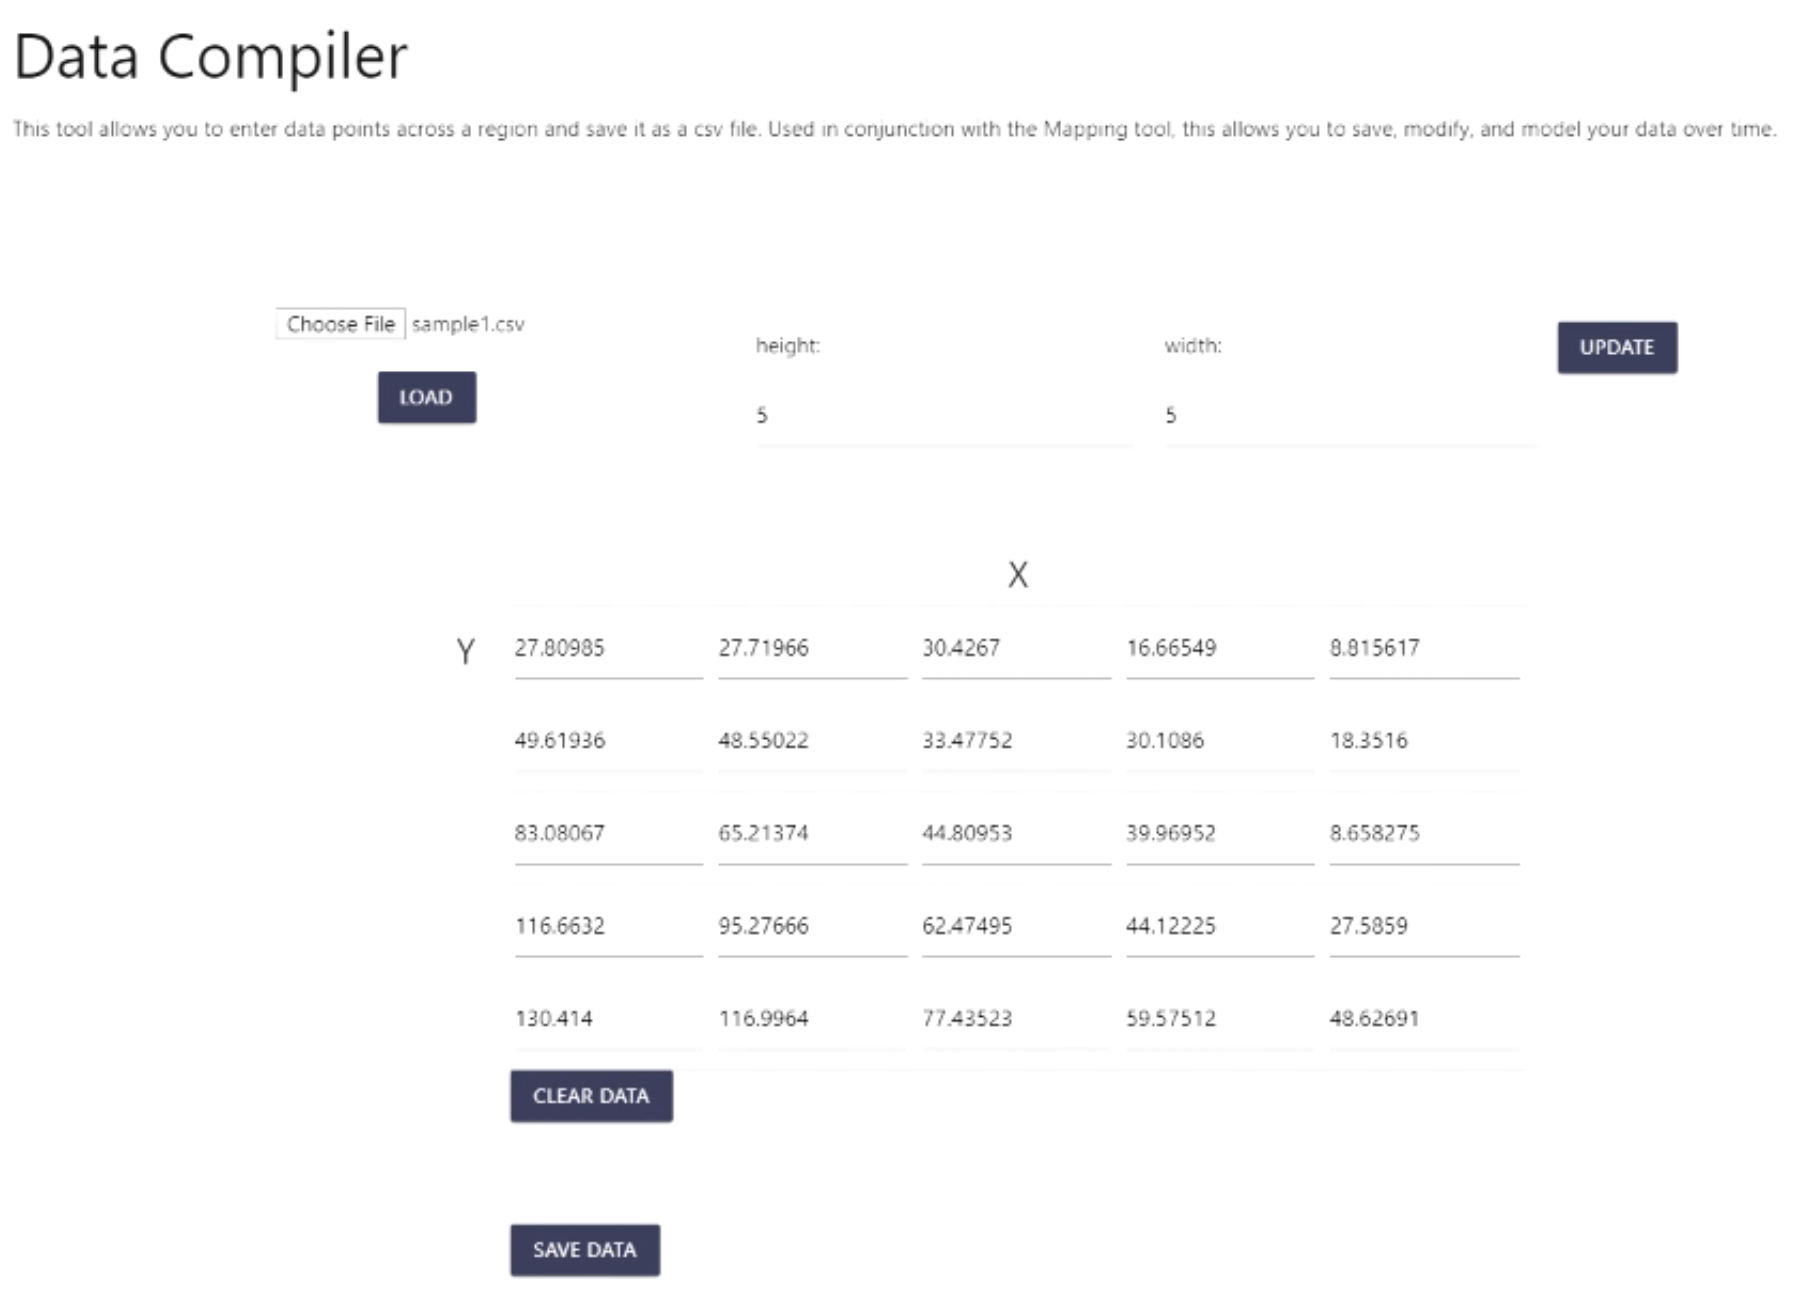 Data Compiler
This tool allows you to enter data points across a region and save it as a csv file. Used in conjunction with the Mapping tool, this allows you to save, modify, and model your data over time.
Choose File sample1.csv
LOAD
height:
5
width:
5
UPDATE
X
Y 27.80985 27.71966 30.4267 16.66549 8.815617
49.61936 48.55022 33.47752 30.1086 18.3516
83.08067 65.21374 44.80953 39.96952 8.658275
116.6632 95.27666 62.47495 44.12225 27.5859
130.414 116.9964 77.43523 59.57512 48.62691
CLEAR DATA
SAVE DATA